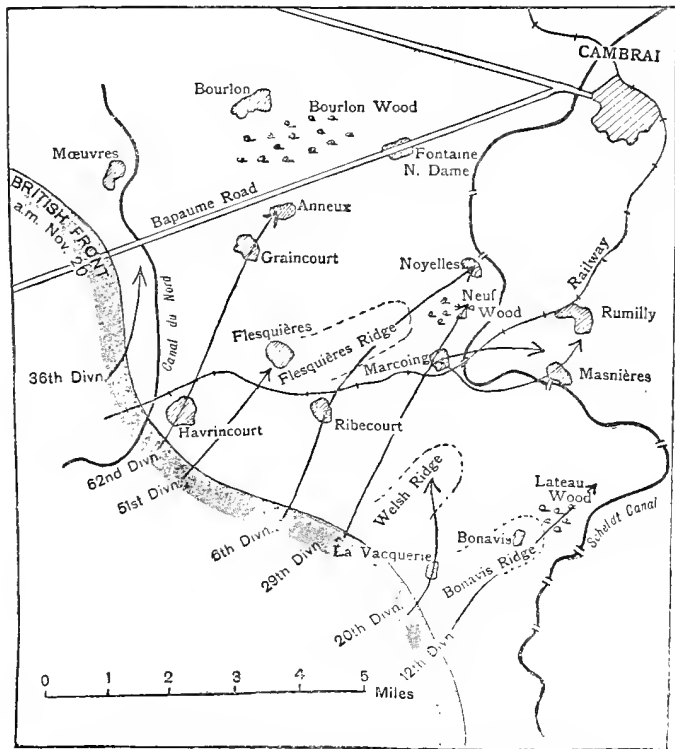 CAMBRAI
Bourlon
Bourlon Wood
Mœuvres
Fontaine
N. Dame
Bapaume Road
BRITISH FRONT
a.m. Nov. 20
Anneux
Graincourt
Noyelles
Railway
Neuf
Wood
Canal du Nord
Flesquières
Flesquières Ridge
Rumilly
Marcoing
Masnières
36th Divn.
Havrincourt
Ribecourt
62nd Divn.
51st Divn.
Welsh Ridge
Lateau
Wood
6th Divn.
Schelat Canal
29th Divn.
La Vacquerie
Bonavis
Bonavis Ridge
20th Divn.
12th Divn
0 1 2 3 4 5
Miles